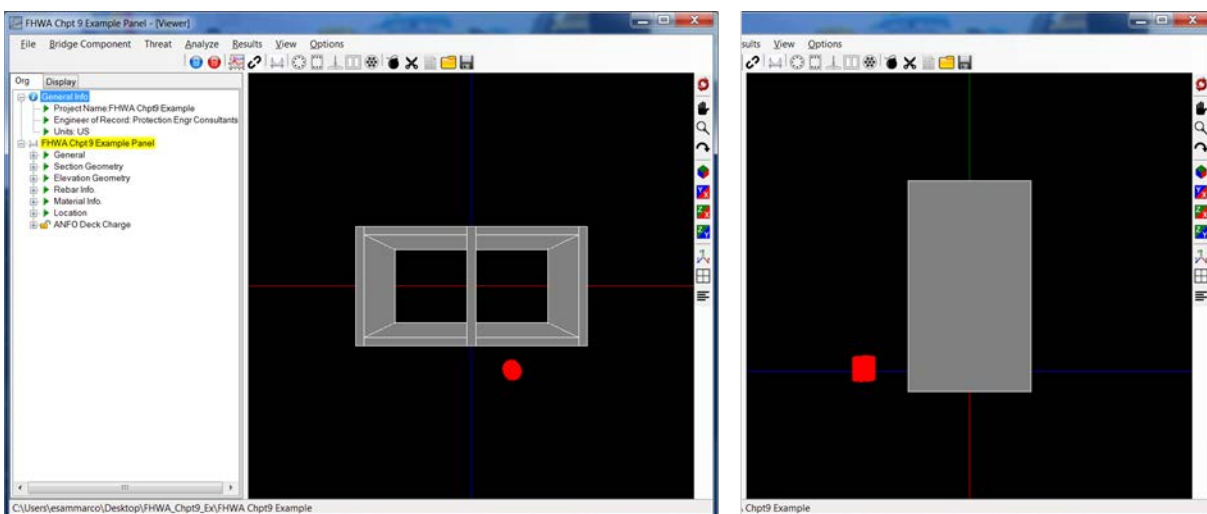 FHWA Chpt 9 Example Panel - [Viewer]
File Bridge Component Threat Analyze Results View Options
Org Display
General Info
Project Name:FHWA Chpt9 Example
Engineer of Record: Protection Engr Consultants
Units: US
FHWA Chpt 9 Example Panel
General
Section Geometry
Elevation Geometry
Rebar Info.
Material Info.
Location
ANFO Deck Charge
C:\Users\esammarco\Desktop\FHWA_Chpt9_Ex\FHWA Chpt9 Example
sults View Options
Chpt9 Example